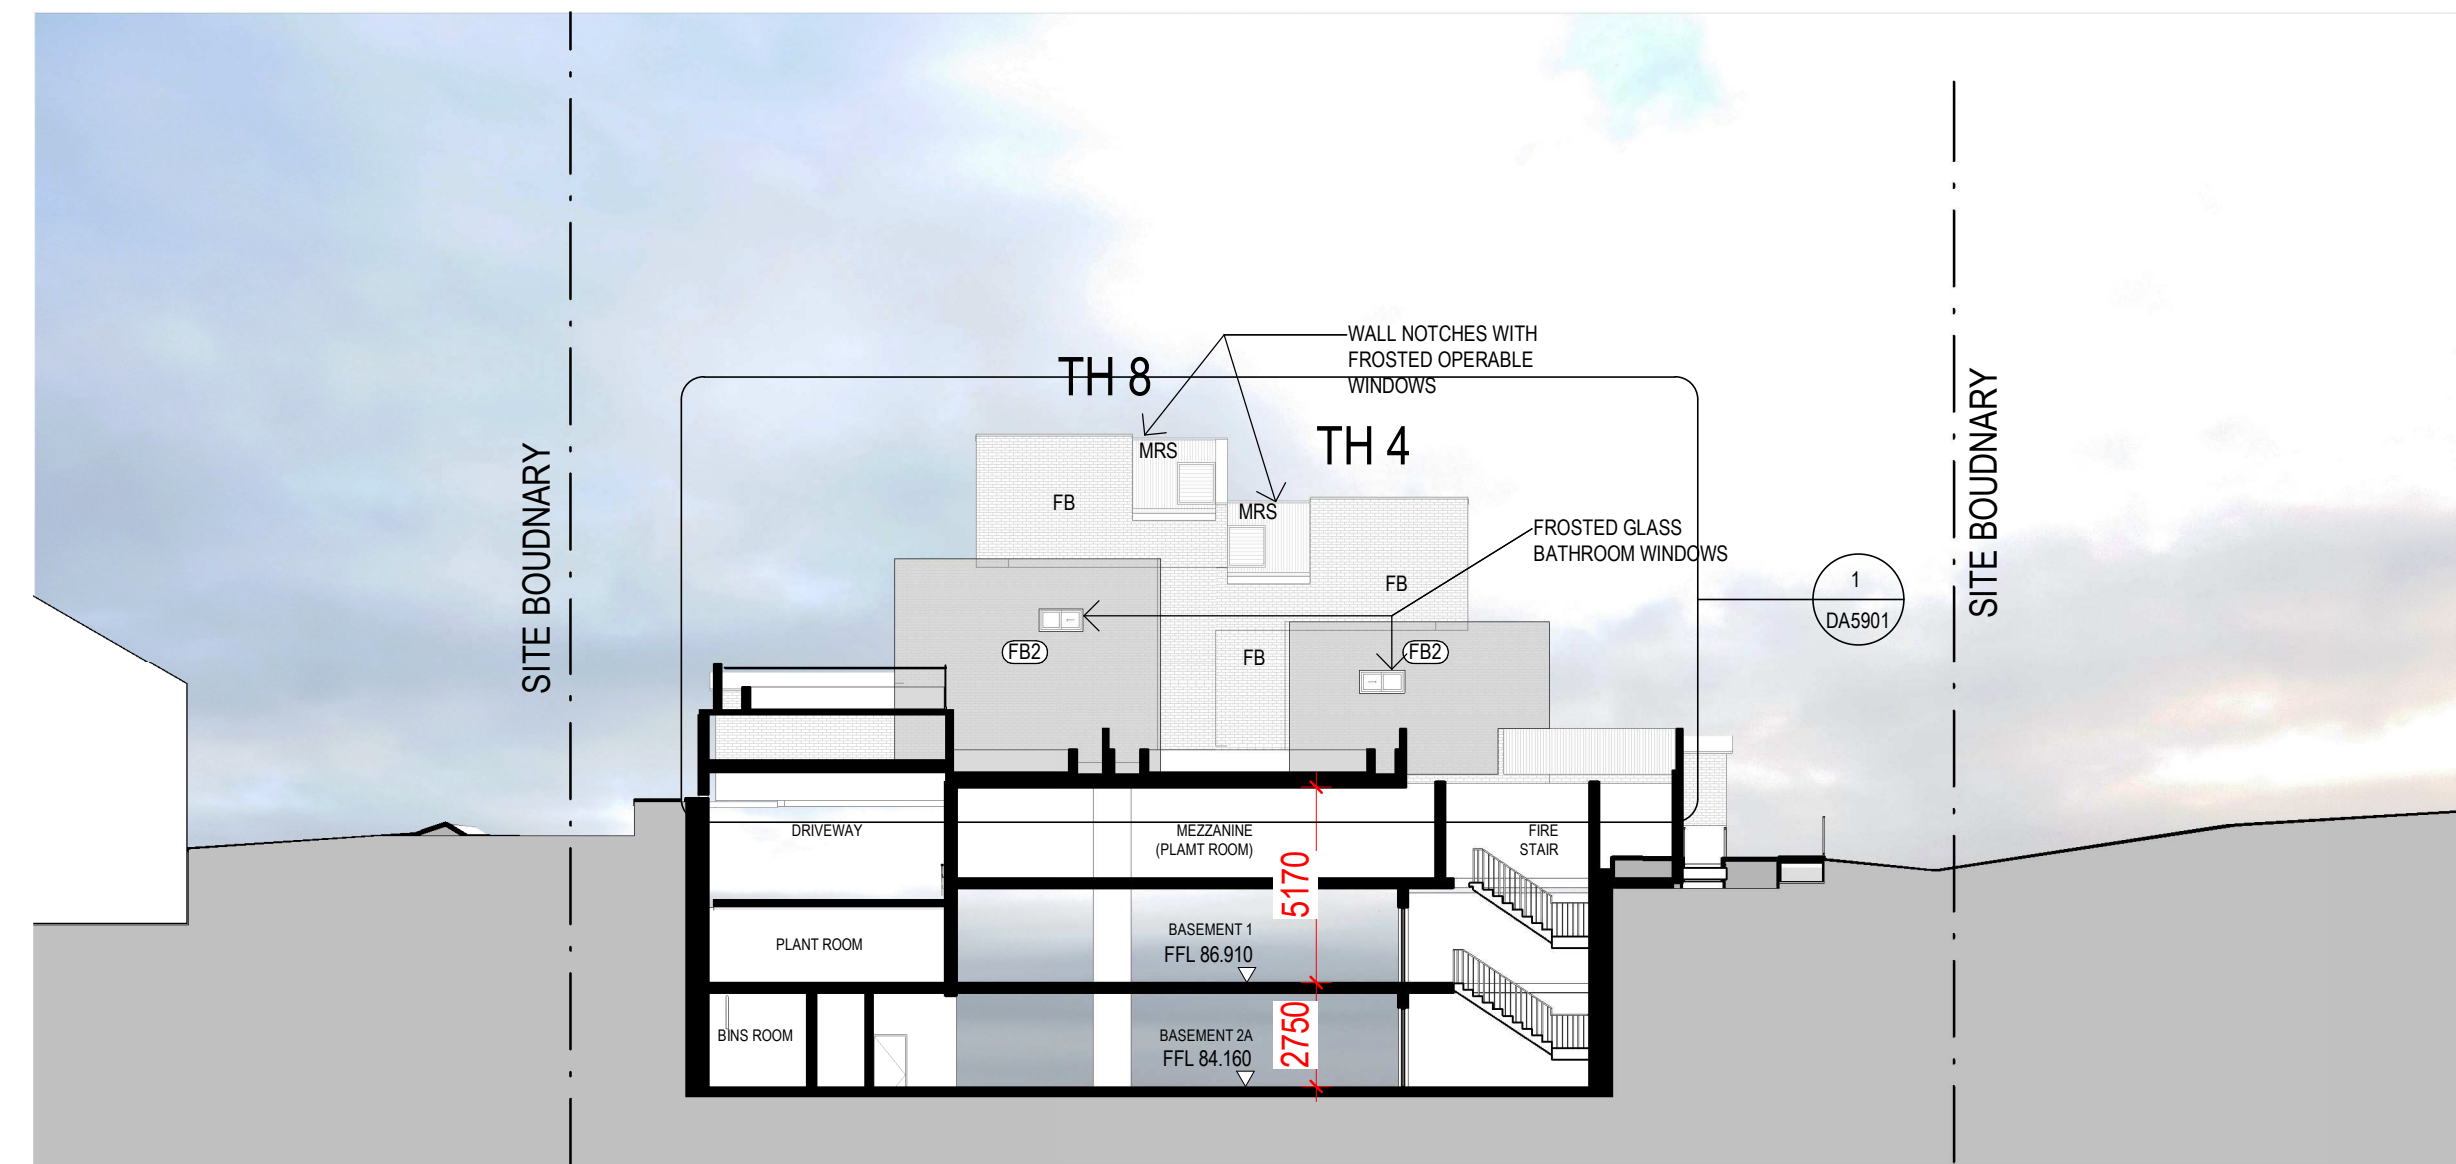 WALL NOTCHES WITH
FROSTED OPERABLE
WINDOWS
TH 8
TH 4
SITE BOUDNARY
SITE BOUDNARY
MRS
FB
MRS
FROSTED GLASS
BATHROOM WINDOWS
FB
1
DA5901
FB2
FB
FB2
DRIVEWAY
MEZZANINE
(PLAMT ROOM)
FIRE
STAIR
5170
PLANT ROOM
BASEMENT 1
FFL 86.910
BINS ROOM
BASEMENT 2A
FFL 84.160
2750